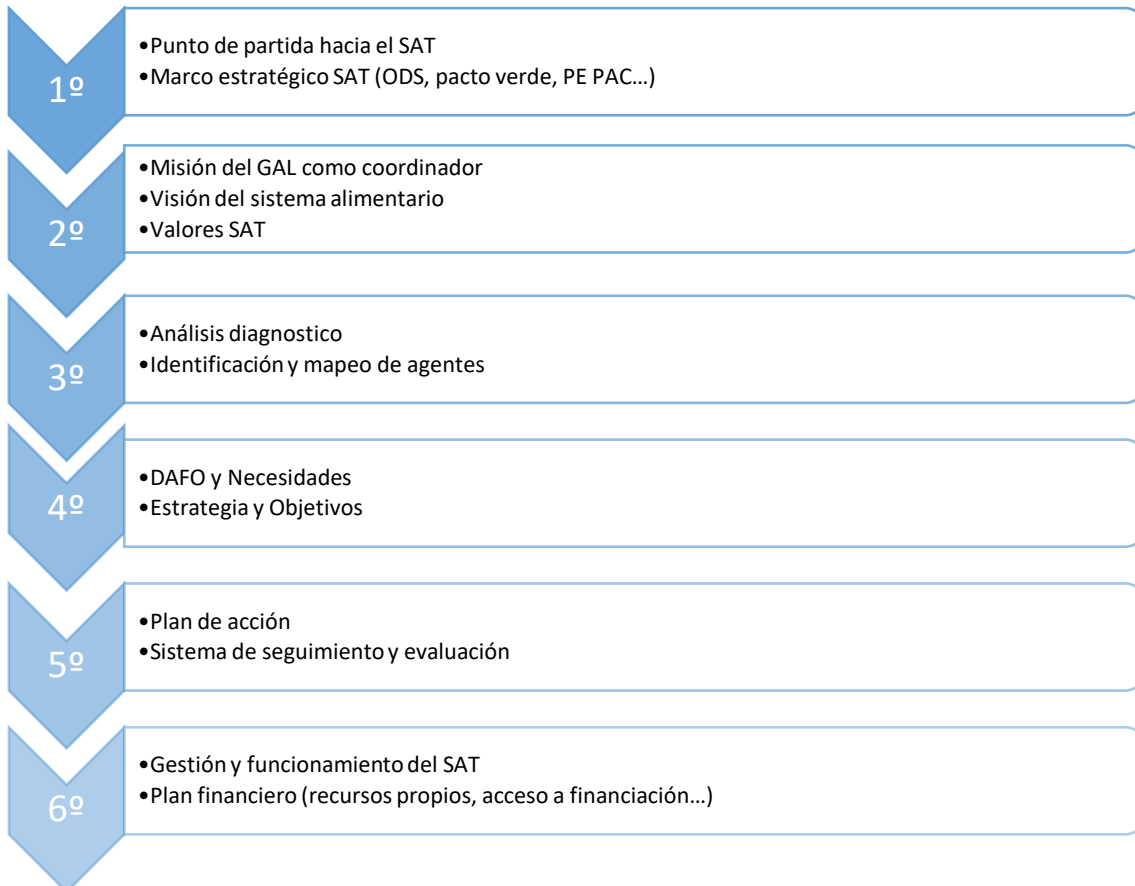 1º
•Punto de partida hacia el SAT
•Marco estratégico SAT (ODS, pacto verde, PE PAC…)
2º
•Misión del GAL como coordinador
•Visión del sistema alimentario
•Valores SAT
3º
•Análisis diagnostico
•Identificación y mapeo de agentes
4º
•DAFO y Necesidades
•Estrategia y Objetivos
5º
•Plan de acción
•Sistema de seguimiento y evaluación
6º
•Gestión y funcionamiento del SAT
•Plan financiero (recursos propios, acceso a financiación…)